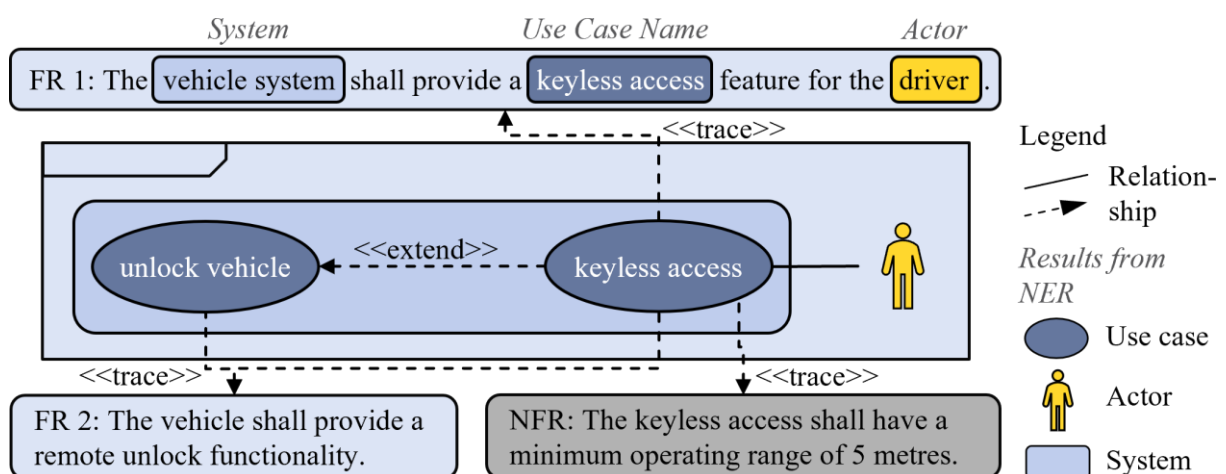 System
Use Case Name
Actor
FR 1: The vehicle system shall provide a keyless access feature for the driver.
<<trace>>
Legend
Relation-
ship
<<extend>>
unlock vehicle
keyless access
Results from
NER
Use case
<<trace>>
<<trace>>
FR 2: The vehicle shall provide a
remote unlock functionality.
NFR: The keyless access shall have a
minimum operating range of 5 metres.
Actor
System